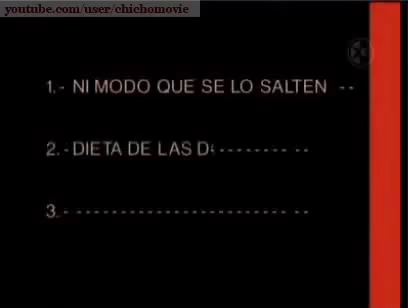 youtube.com/user/chichomovie
1.- NI MODO QUE SE LO SALTEN --
2.- DIETA DE LAS
3.- -----------------------